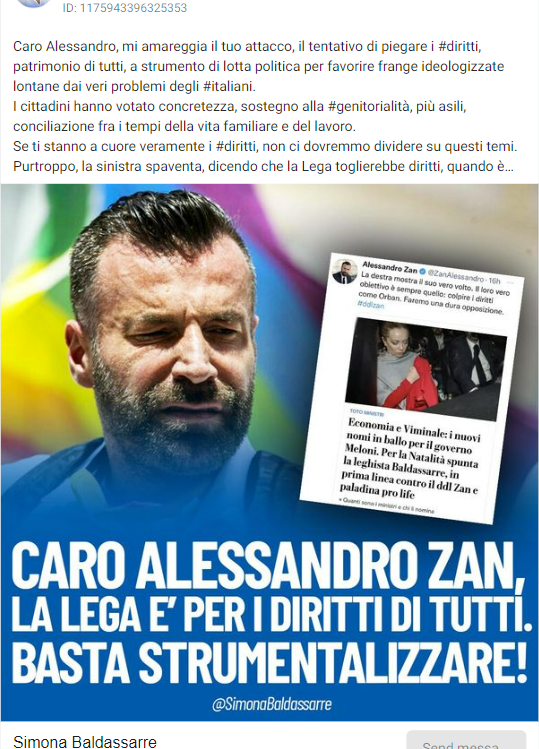 ID: 1175943396325353
Caro Alessandro, mi amareggia il tuo attacco, il tentativo di piegare i #diritti,
patrimonio di tutti, a strumento di lotta politica per favorire frange ideologizzate
lontane dai veri problemi degli #italiani.
I cittadini hanno votato concretezza, sostegno alla #genitorialità, più asili,
conciliazione fra i tempi della vita familiare e del lavoro.
Se ti stanno a cuore veramente i #diritti, non ci dovremmo dividere su questi temi.
Purtroppo, la sinistra spaventa, dicendo che la Lega toglierebbe diritti, quando è…
Alessandro Zan @ZanAlessandro · 16h
La destra mostra il suo vero volto. Il loro vero
obiettivo è sempre quello: colpire i diritti
come Orban. Faremo una dura opposizione.
#ddlzan
TOTO MINISTRI
Economia e Viminale: i nuovi
nomi in ballo per il governo
Meloni. Per la Natalità spunta
la leghista Baldassarre, in
prima linea contro il ddl Zan e
paladina pro life
• Quanti sono i ministri e chi li nomina
CARO ALESSANDRO ZAN,
LA LEGA E' PER I DIRITTI DI TUTTI.
BASTA STRUMENTALIZZARE!
@SimonaBaldassarre
Simona Baldassarre
Send messa...